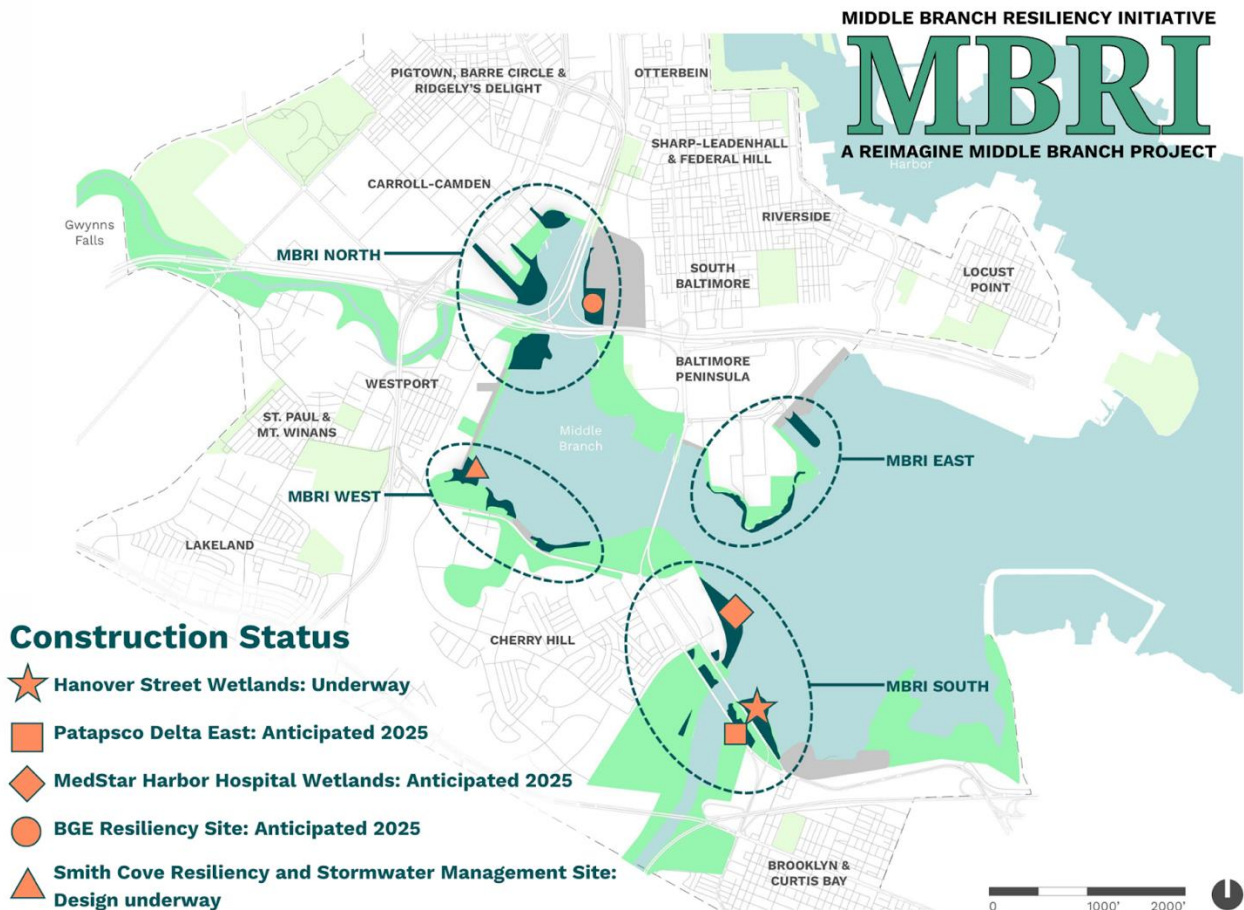 MIDDLE BRANCH RESILIENCY INITIATIVE
MBRI
A REIMAGINE MIDDLE BRANCH PROJECT
Harbor
PIGTOWN, BARRE CIRCLE &
RIDGELY'S DELIGHT
OTTERBEIN
SHARP-LEADENHALL
& FEDERAL HILL
CARROLL-CAMDEN
RIVERSIDE
Gwynns
Falls
MBRI NORTH
SOUTH
BALTIMORE
LOCUST
POINT
BALTIMORE
PENINSULA
WESTPORT
ST. PAUL &
MT. WINANS
Middle
Branch
MBRI EAST
MBRI WEST
LAKELAND
CHERRY HILL
MBRI SOUTH
BROOKLYN &
CURTIS BAY
Construction Status
Hanover Street Wetlands: Underway
Patapsco Delta East: Anticipated 2025
MedStar Harbor Hospital Wetlands: Anticipated 2025
BGE Resiliency Site: Anticipated 2025
Smith Cove Resiliency and Stormwater Management Site:
Design underway
0 1000' 2000'